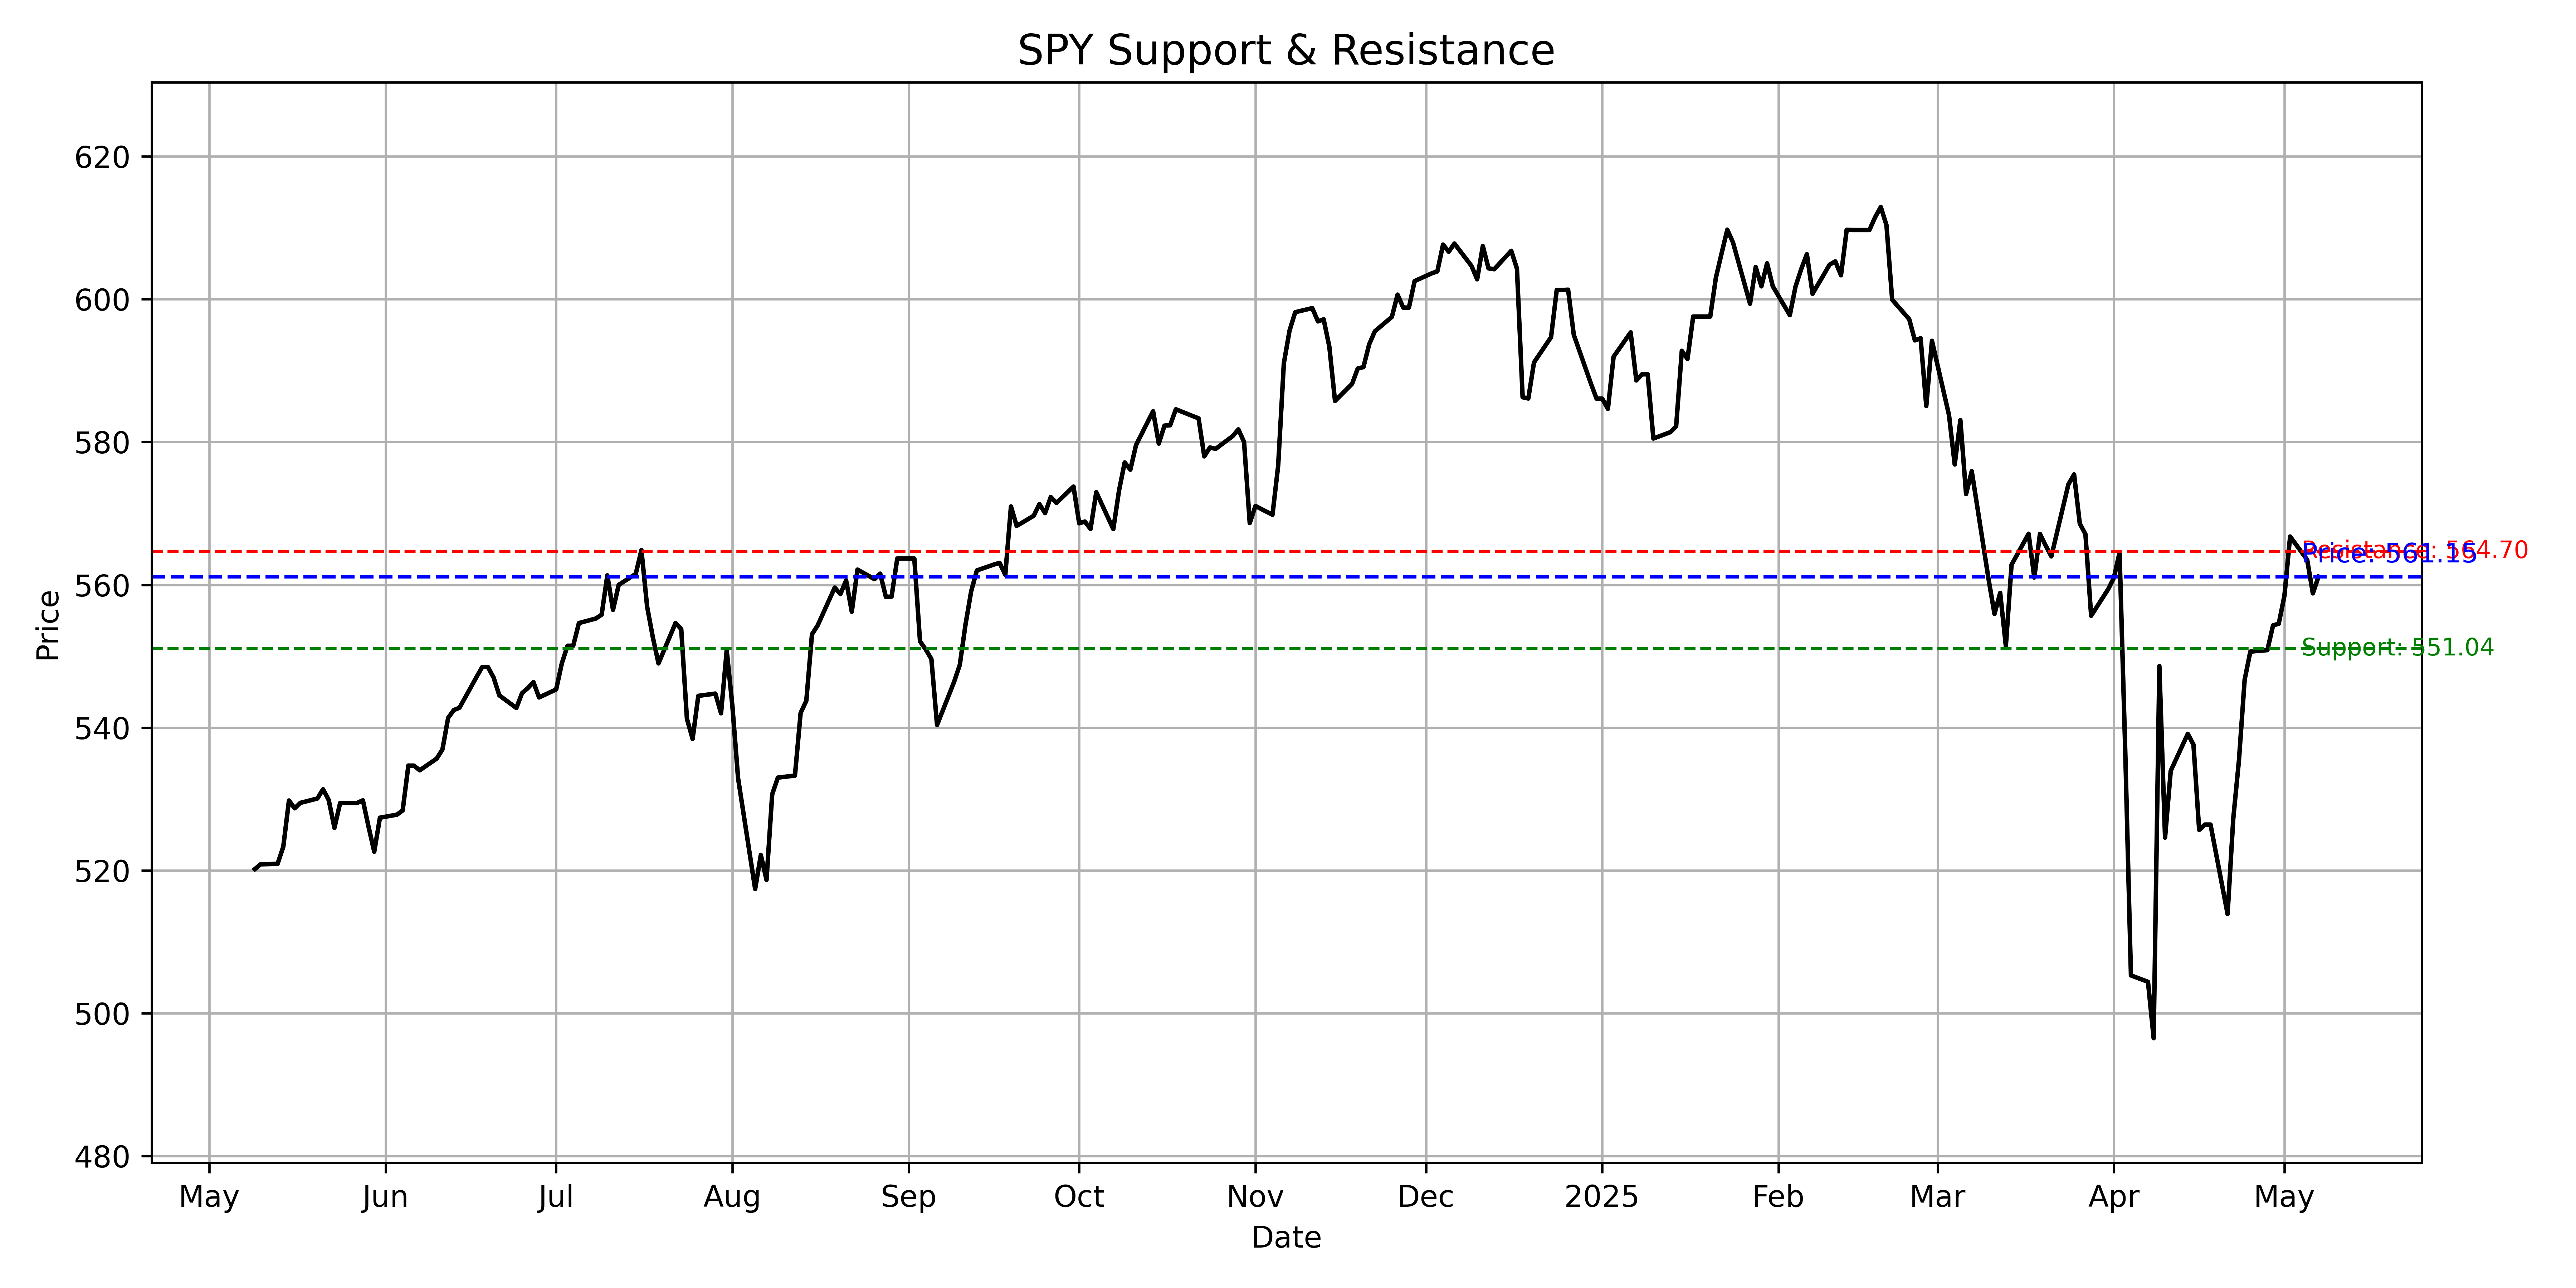 SPY Support & Resistance
Price
620
600
580
560
540
520
500
480
Resistance: 564.70
Price: 561.15
Support: 551.04
May Jun Jul Aug Sep Oct Nov Dec 2025 Feb Mar Apr May
Date